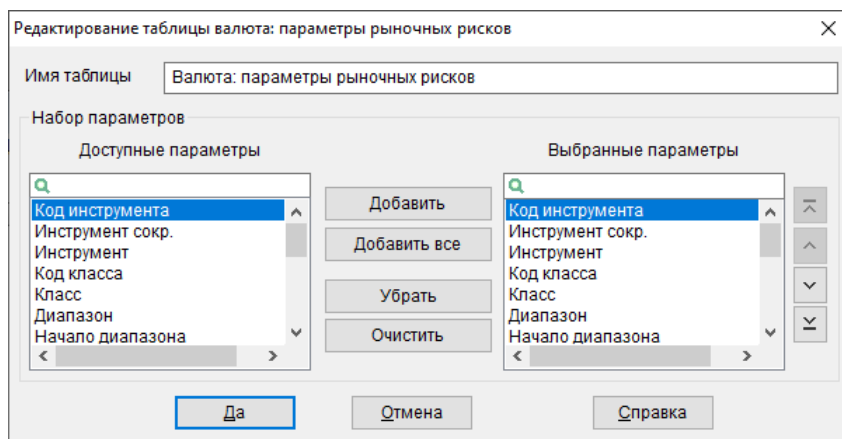 Редактирование таблицы валюта: параметры рыночных рисков
Имя таблицы
Валюта: параметры рыночных рисков
Набор параметров
Доступные параметры
Выбранные параметры
Код инструмента
Инструмент сокр.
Инструмент
Код класса
Класс
Диапазон
Начало диапазона
Добавить
Добавить все
Убрать
Очистить
Код инструмента
Инструмент сокр.
Инструмент
Код класса
Класс
Диапазон
Начало диапазона
Да
Отмена
Справка